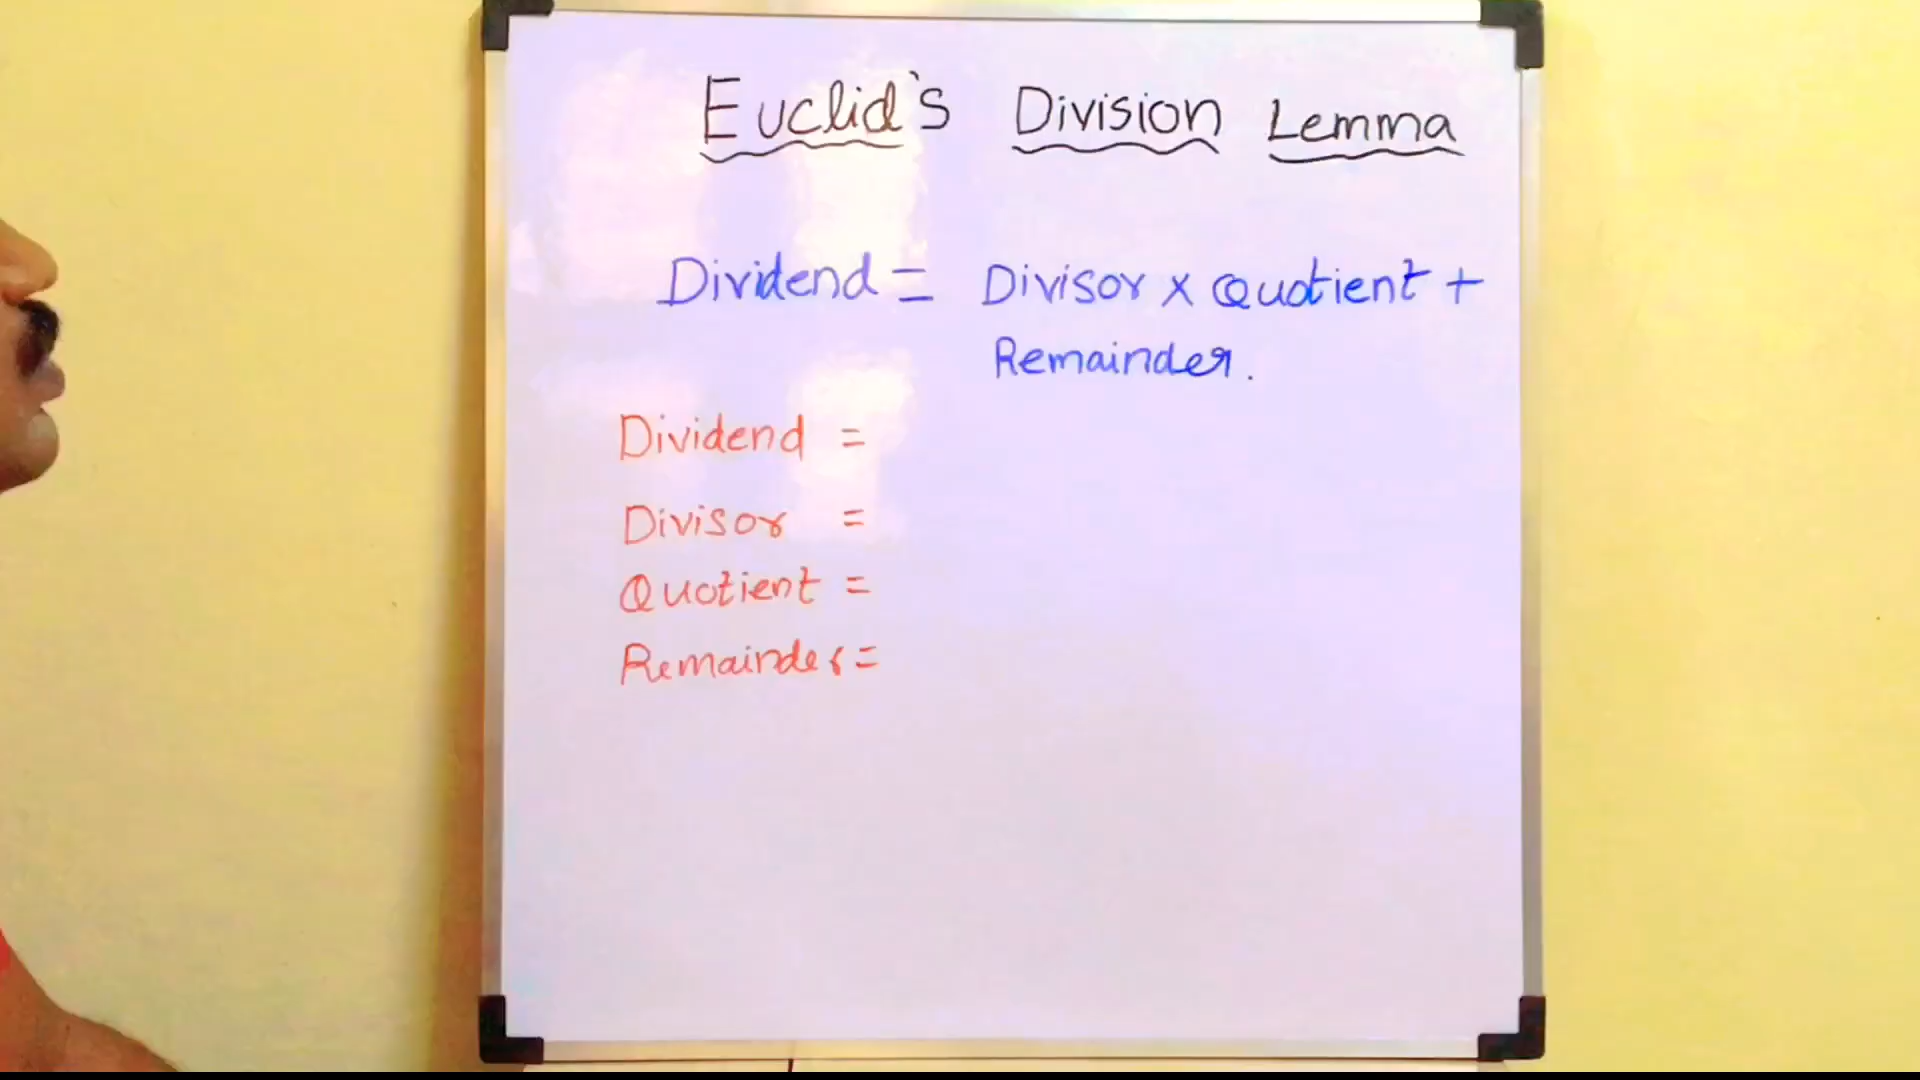 Euclid's Division Lemma
Dividend = Divisor x Quotient +
Remainder.
Dividend =
Divisor =
Quotient =
Remainder =